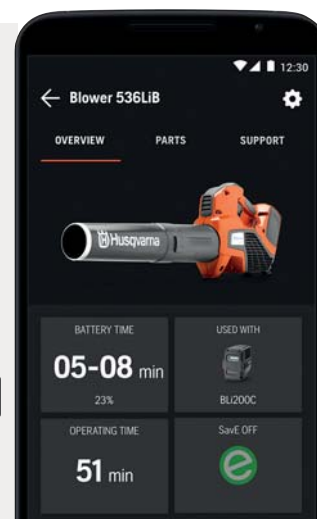 12:30
Blower 536LiB
OVERVIEW PARTS SUPPORT
Husqvarna
BATTERY TIME USED WITH
05-08 min
23% BLi200C
OPERATING TIME SavE OFF
51 min
e